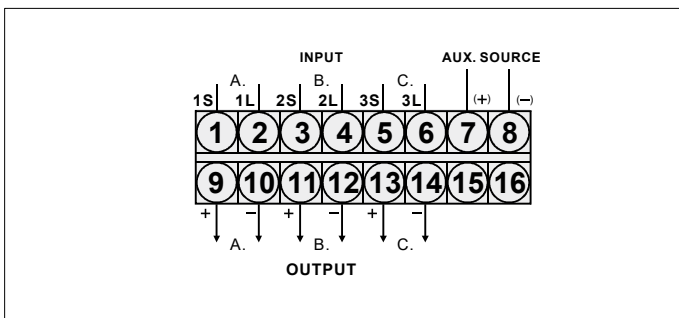 INPUT AUX. SOURCE
A. B. C.
1S 1L 2S 2L 3S 3L (+) (−)
1 2 3 4 5 6 7 8
9 10 11 12 13 14 15 16
+ − + − + −
A. B. C.
OUTPUT